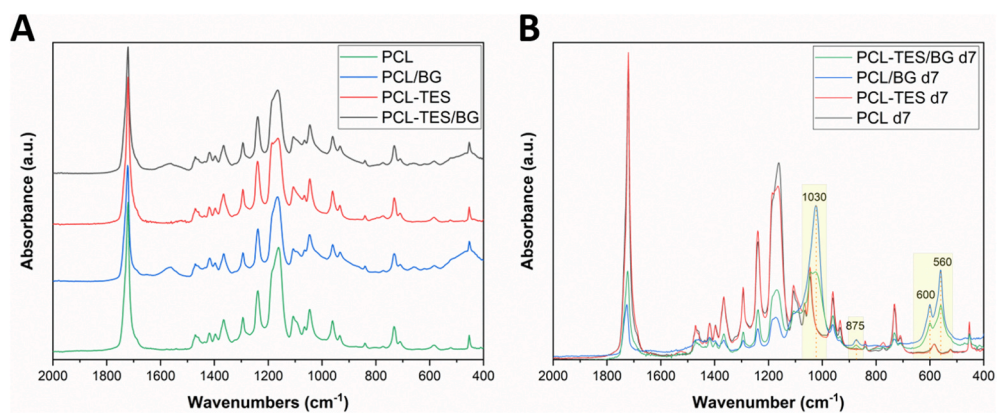 A
B
Absorbance (a.u.)
PCL
PCL/BG
PCL-TES
PCL-TES/BG
2000 1800 1600 1400 1200 1000 800 600 400
Wavenumbers (cm-1)
Absorbance (a.u.)
PCL-TES/BG d7
PCL/BG d7
PCL-TES d7
PCL d7
1030
875
600
560
2000 1800 1600 1400 1200 1000 800 600 400
Wavenumber (cm-1)